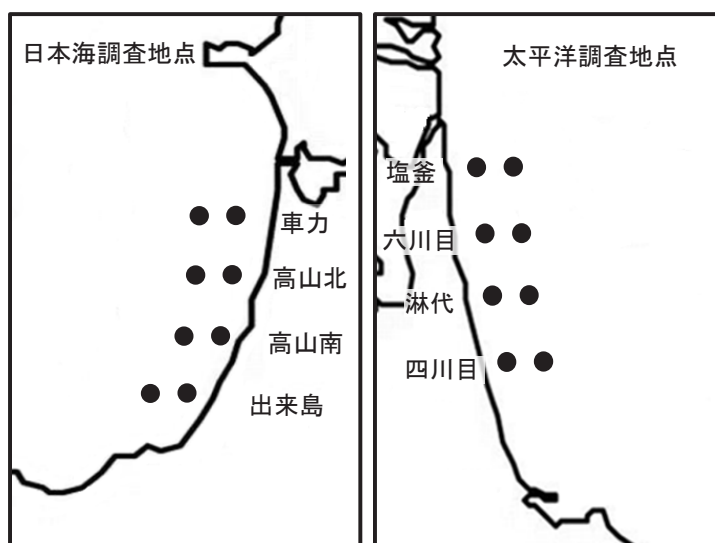 日本海調査地点
車力
高山北
高山南
出来島
太平洋調査地点
塩釜
六川目
淋代
四川目